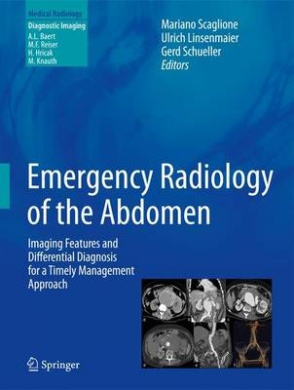 Medical Radiology
Diagnostic Imaging
A.L. Baert
M.F. Reiser
H. Hricak
M. Knauth
Mariano Scaglione
Ulrich Linsenmaier
Gerd Schueller
Editors
Emergency Radiology
of the Abdomen
Imaging Features and
Differential Diagnosis
for a Timely Management
Approach
Springer